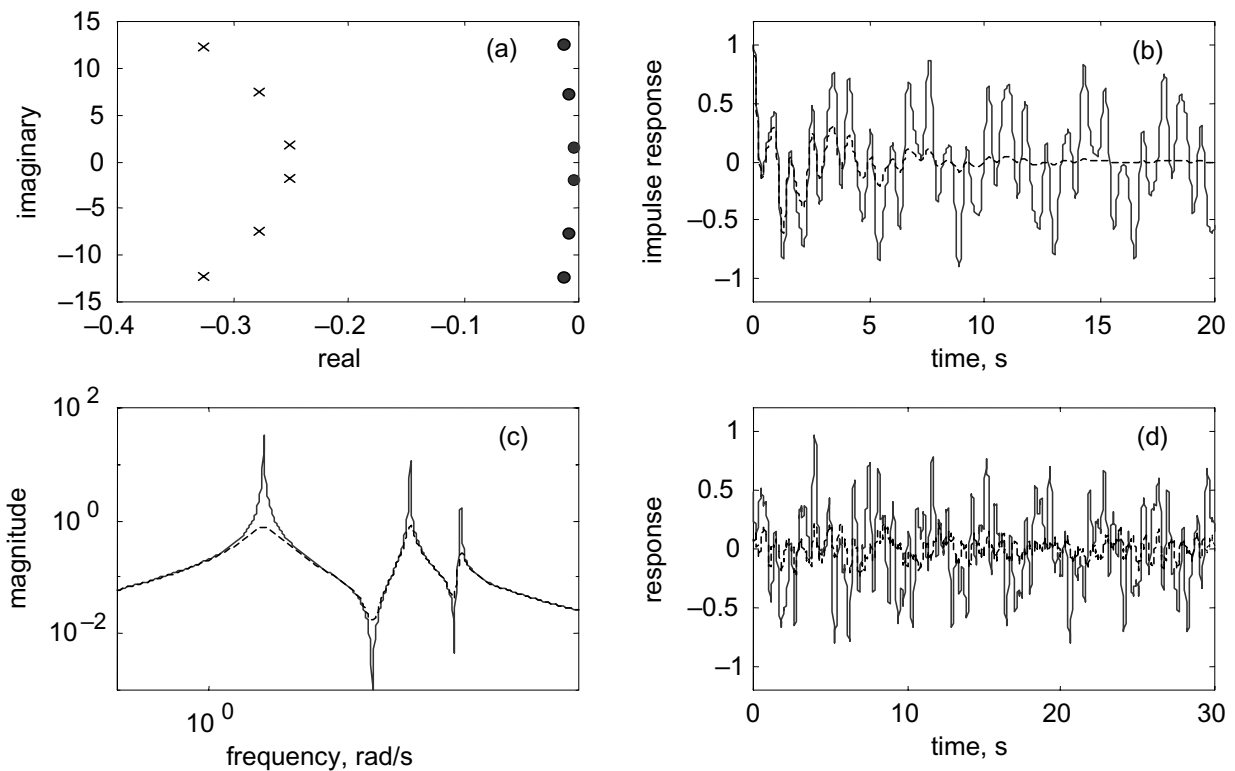 (a)
15
10
5
0
–5
–10
–15
imaginary
–0.4
–0.3
–0.2
–0.1
0
real
(b)
1
0.5
0
–0.5
–1
impulse response
0
5
10
15
20
time, s
(c)
10 2
10 0
10 –2
magnitude
10 0
frequency, rad/s
(d)
1
0.5
0
–0.5
–1
response
0
10
20
30
time, s